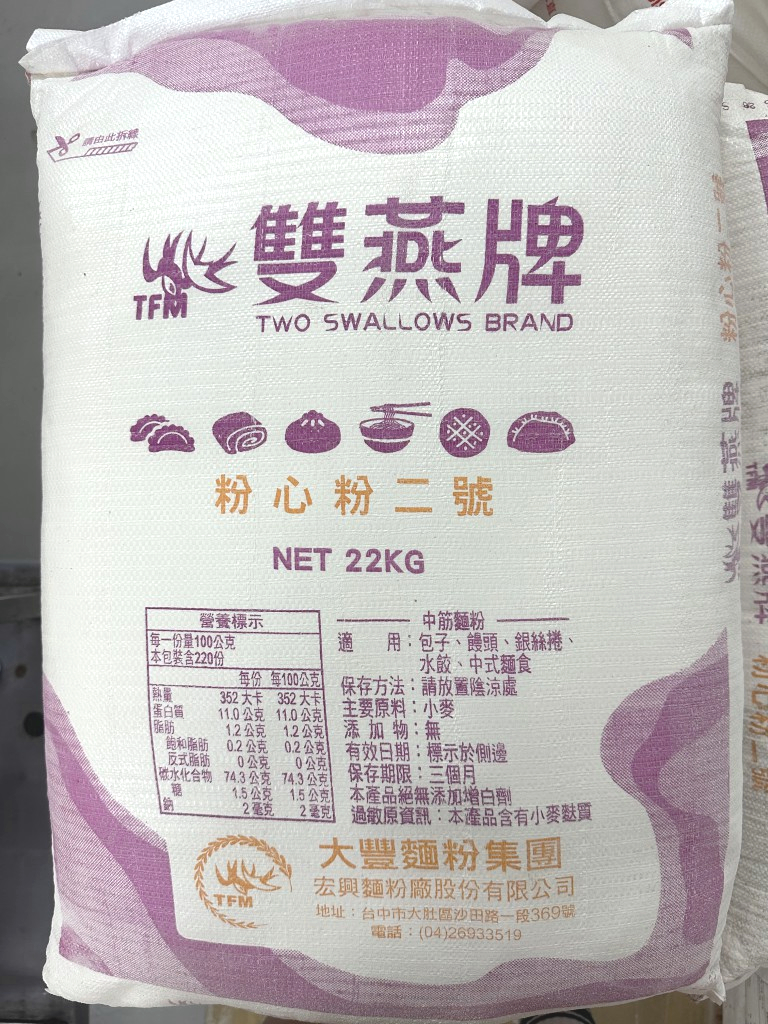 請由此拆線
TFM
雙燕牌
TWO SWALLOWS BRAND
粉心粉二號
NET 22KG
營養標示
每一份量100公克
本包裝含220份
每份 每100公克
熱量 352大卡 352大卡
蛋白質 11.0公克 11.0公克
脂肪 1.2公克 1.2公克
飽和脂肪 0.2公克 0.2公克
反式脂肪 0公克 0公克
碳水化合物 74.3公克 74.3公克
糖 1.5公克 1.5公克
鈉 2毫克 2毫克
中筋麵粉
適用：包子、饅頭、銀絲捲、
水餃、中式麵食
保存方法：請放置陰涼處
主要原料：小麥
添加物：無
有效日期：標示於側邊
保存期限：三個月
本產品絕無添加增白劑
過敏原資訊：本產品含有小麥麩質
TFM
大豐麵粉集團
宏興麵粉廠股份有限公司
地址：台中市大肚區沙田路一段369號
電話：(04)26933519
雙燕牌